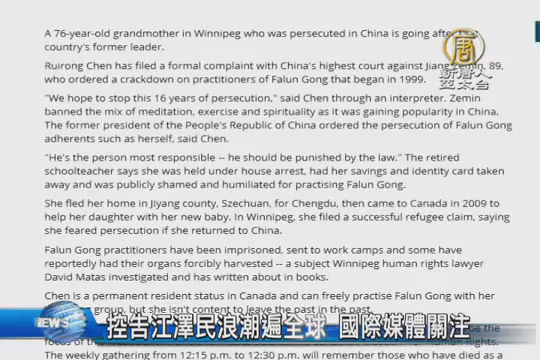 A 76-year-old grandmother in Winnipeg who was persecuted in China is going after that
country's former leader.
Ruirong Chen has filed a formal complaint with China's highest court against Jiang Zemin, 89,
who ordered a crackdown on practitioners of Falun Gong that began in 1999.
"We hope to stop this 16 years of persecution," said Chen through an interpreter. Zemin
banned the mix of meditation, exercise and spirituality as it was gaining popularity in China.
The former president of the People's Republic of China ordered the persecution of Falun Gong
adherents such as herself, said Chen.
"He's the person most responsible -- he should be punished by the law." The retired
schoolteacher says she was held under house arrest, had her savings and identity card taken
away and was publicly shamed and humiliated for practising Falun Gong.
She fled her home in Jiyang county, Szechuan, for Chengdu, then came to Canada in 2009 to
help her daughter with her new baby. In Winnipeg, she filed a successful refugee claim, saying
she feared persecution if she returned to China.
Falun Gong practitioners have been imprisoned, sent to work camps and some have
reportedly had their organs forcibly harvested -- a subject Winnipeg human rights lawyer
David Matas investigated and has written about in books.
Chen is a permanent resident status in Canada and can freely practise Falun Gong with her
group, but she isn't content to leave the past in the past.
be the
The weekly gathering from 12:15 p.m. to 12:30 p.m. will remember those who have died as a
唐
新唐人
亞太台
NEWS
控告江澤民浪潮遍全球 國際媒體關注